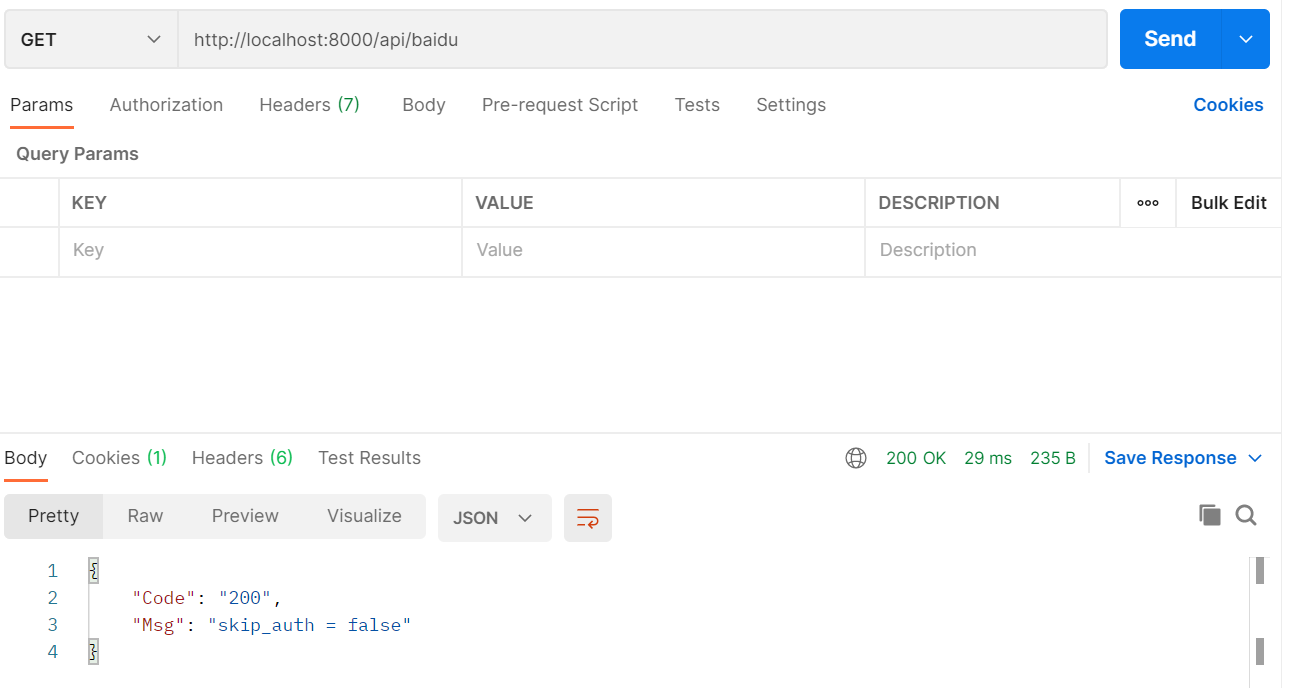 GET http://localhost:8000/api/baidu Send
Params Authorization Headers (7) Body Pre-request Script Tests Settings Cookies
Query Params
KEY VALUE DESCRIPTION ooo Bulk Edit
Key Value Description
Body Cookies (1) Headers (6) Test Results 200 OK 29 ms 235 B Save Response
Pretty Raw Preview Visualize JSON
1 {
2 "Code": "200",
3 "Msg": "skip_auth = false"
4 }